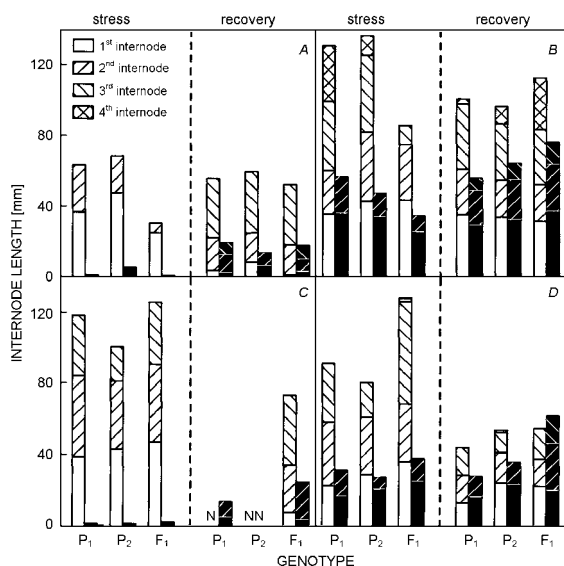 stress recovery stress recovery
A B
1st internode
2nd internode
3rd internode
4th internode
120
80
40
0
INTERNODE LENGTH [mm]
C D
120
80
40
0
N NN
P1 P2 F1 P1 P2 F1 P1 P2 F1 P1 P2 F1
GENOTYPE